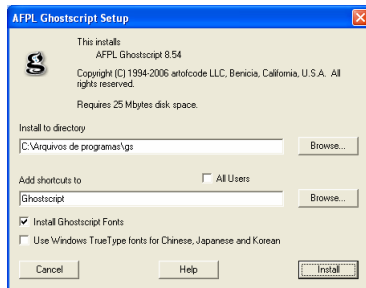 AFPL Ghostscript Setup
g
This installs
AFPL Ghostscript 8.54
Copyright (C) 1994-2006 artofcode LLC, Benicia, California, U.S.A. All
rights reserved.
Requires 25 Mbytes disk space.
Install to directory
C:\Arquivos de programas\gs
Browse...
Add shortcuts to
All Users
Ghostscript
Browse...
Install Ghostscript Fonts
Use Windows TrueType fonts for Chinese, Japanese and Korean
Cancel
Help
Install